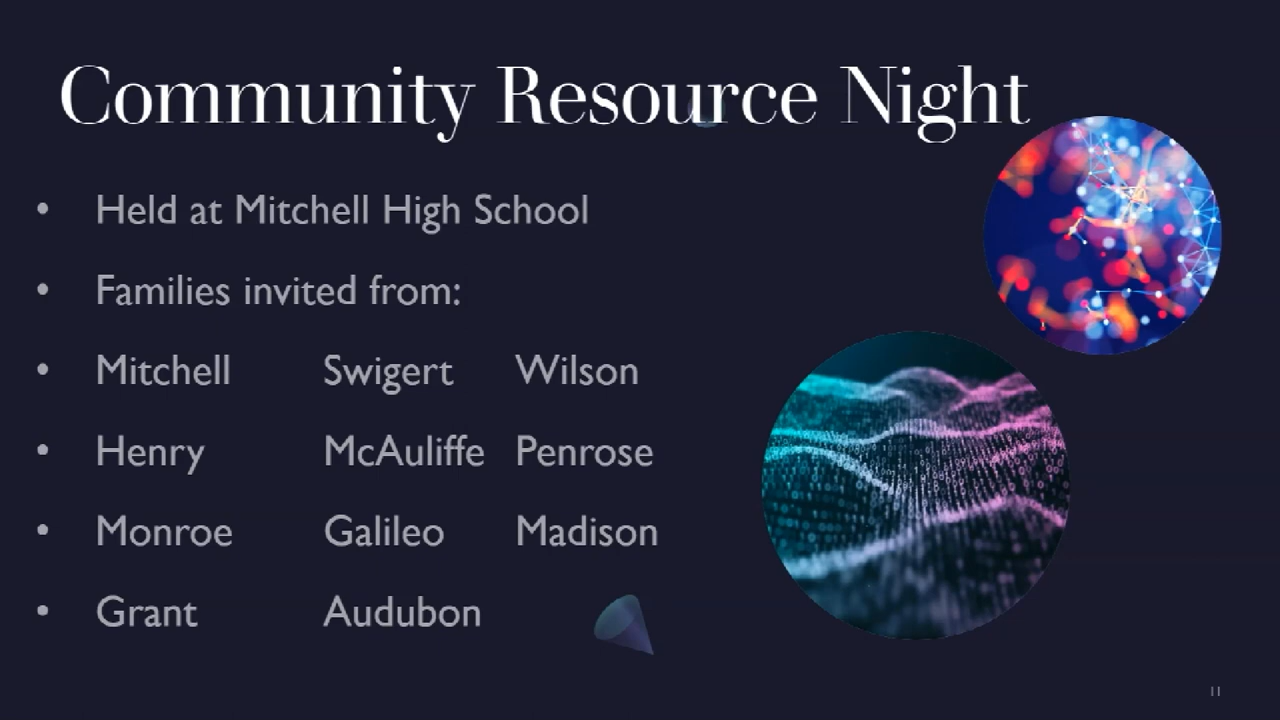 Community Resource Night
• Held at Mitchell High School
• Families invited from:
• Mitchell Swigert Wilson
• Henry McAuliffe Penrose
• Monroe Galileo Madison
• Grant Audubon
11